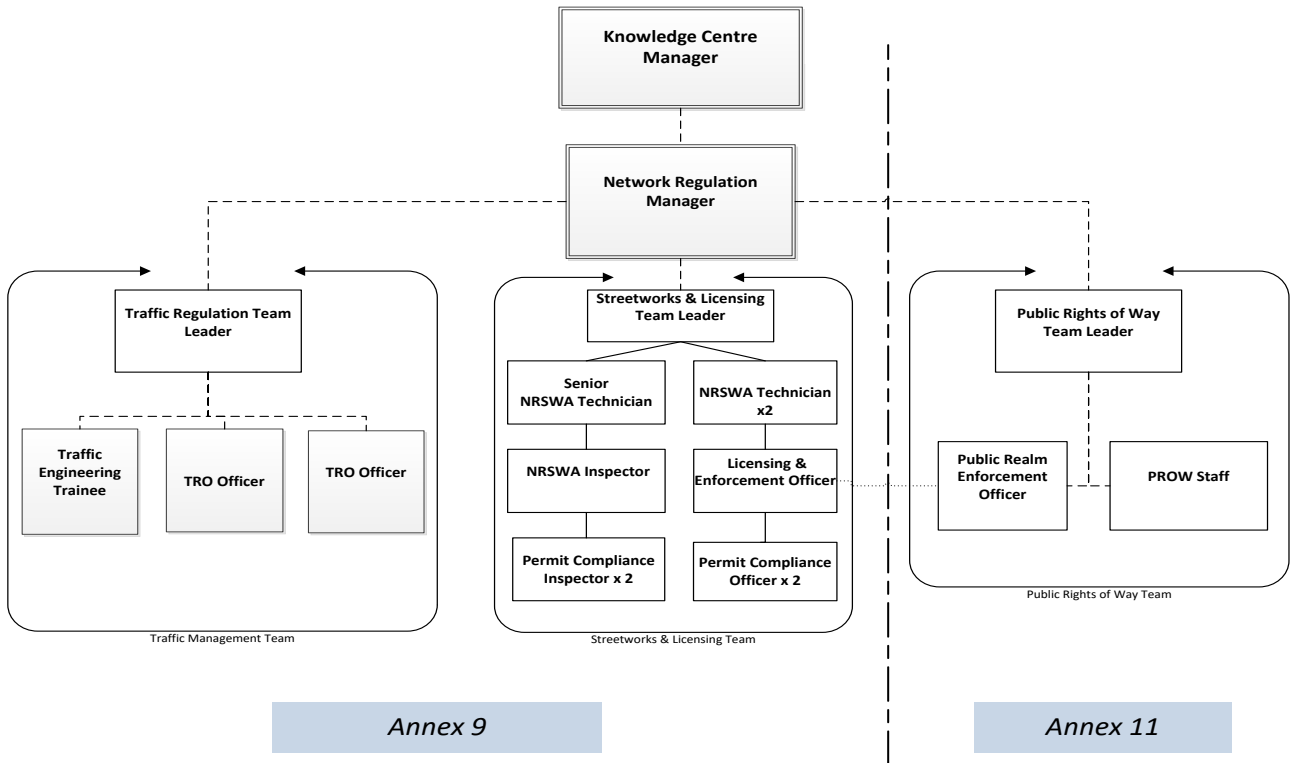 Knowledge Centre
Manager
Network Regulation
Manager
Traffic Regulation Team
Leader
Traffic
Engineering
Trainee
TRO Officer
TRO Officer
Traffic Management Team
Streetworks & Licensing
Team Leader
Senior
NRSWA Technician
NRSWA Technician
x2
NRSWA Inspector
Licensing &
Enforcement Officer
Permit Compliance
Inspector x 2
Permit Compliance
Officer x 2
Streetworks & Licensing Team
Public Rights of Way
Team Leader
Public Realm
Enforcement
Officer
PROW Staff
Public Rights of Way Team
Annex 9
Annex 11